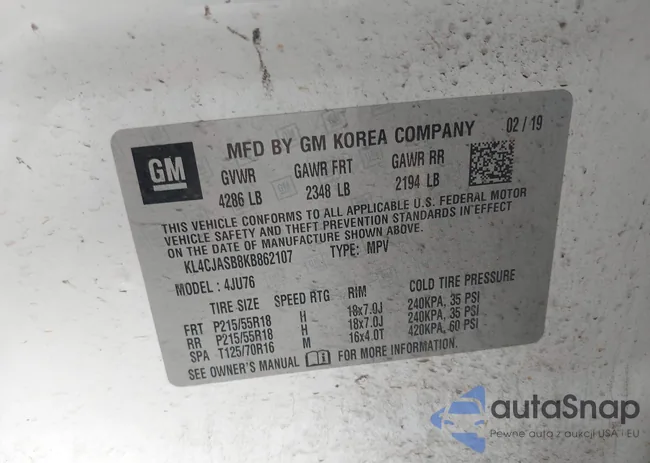 GM
MFD BY GM KOREA COMPANY 02 / 19
GVWR GAWR FRT GAWR RR
4286 LB 2348 LB 2194 LB
THIS VEHICLE CONFORMS TO ALL APPLICABLE U.S. FEDERAL MOTOR
VEHICLE SAFETY AND THEFT PREVENTION STANDARDS IN EFFECT
ON THE DATE OF MANUFACTURE SHOWN ABOVE.
KL4CJASB8KB862107 TYPE: MPV
MODEL : 4JU76
TIRE SIZE SPEED RTG RIM COLD TIRE PRESSURE
FRT P215/55R18 H 18x7.0J 240KPA, 35 PSI
RR P215/55R18 H 18x7.0J 240KPA, 35 PSI
SPA T125/70R16 M 16x4.0T 420KPA, 60 PSI
SEE OWNER'S MANUAL FOR MORE INFORMATION.
autoSnap
Pewne auta z aukcji USA i EU